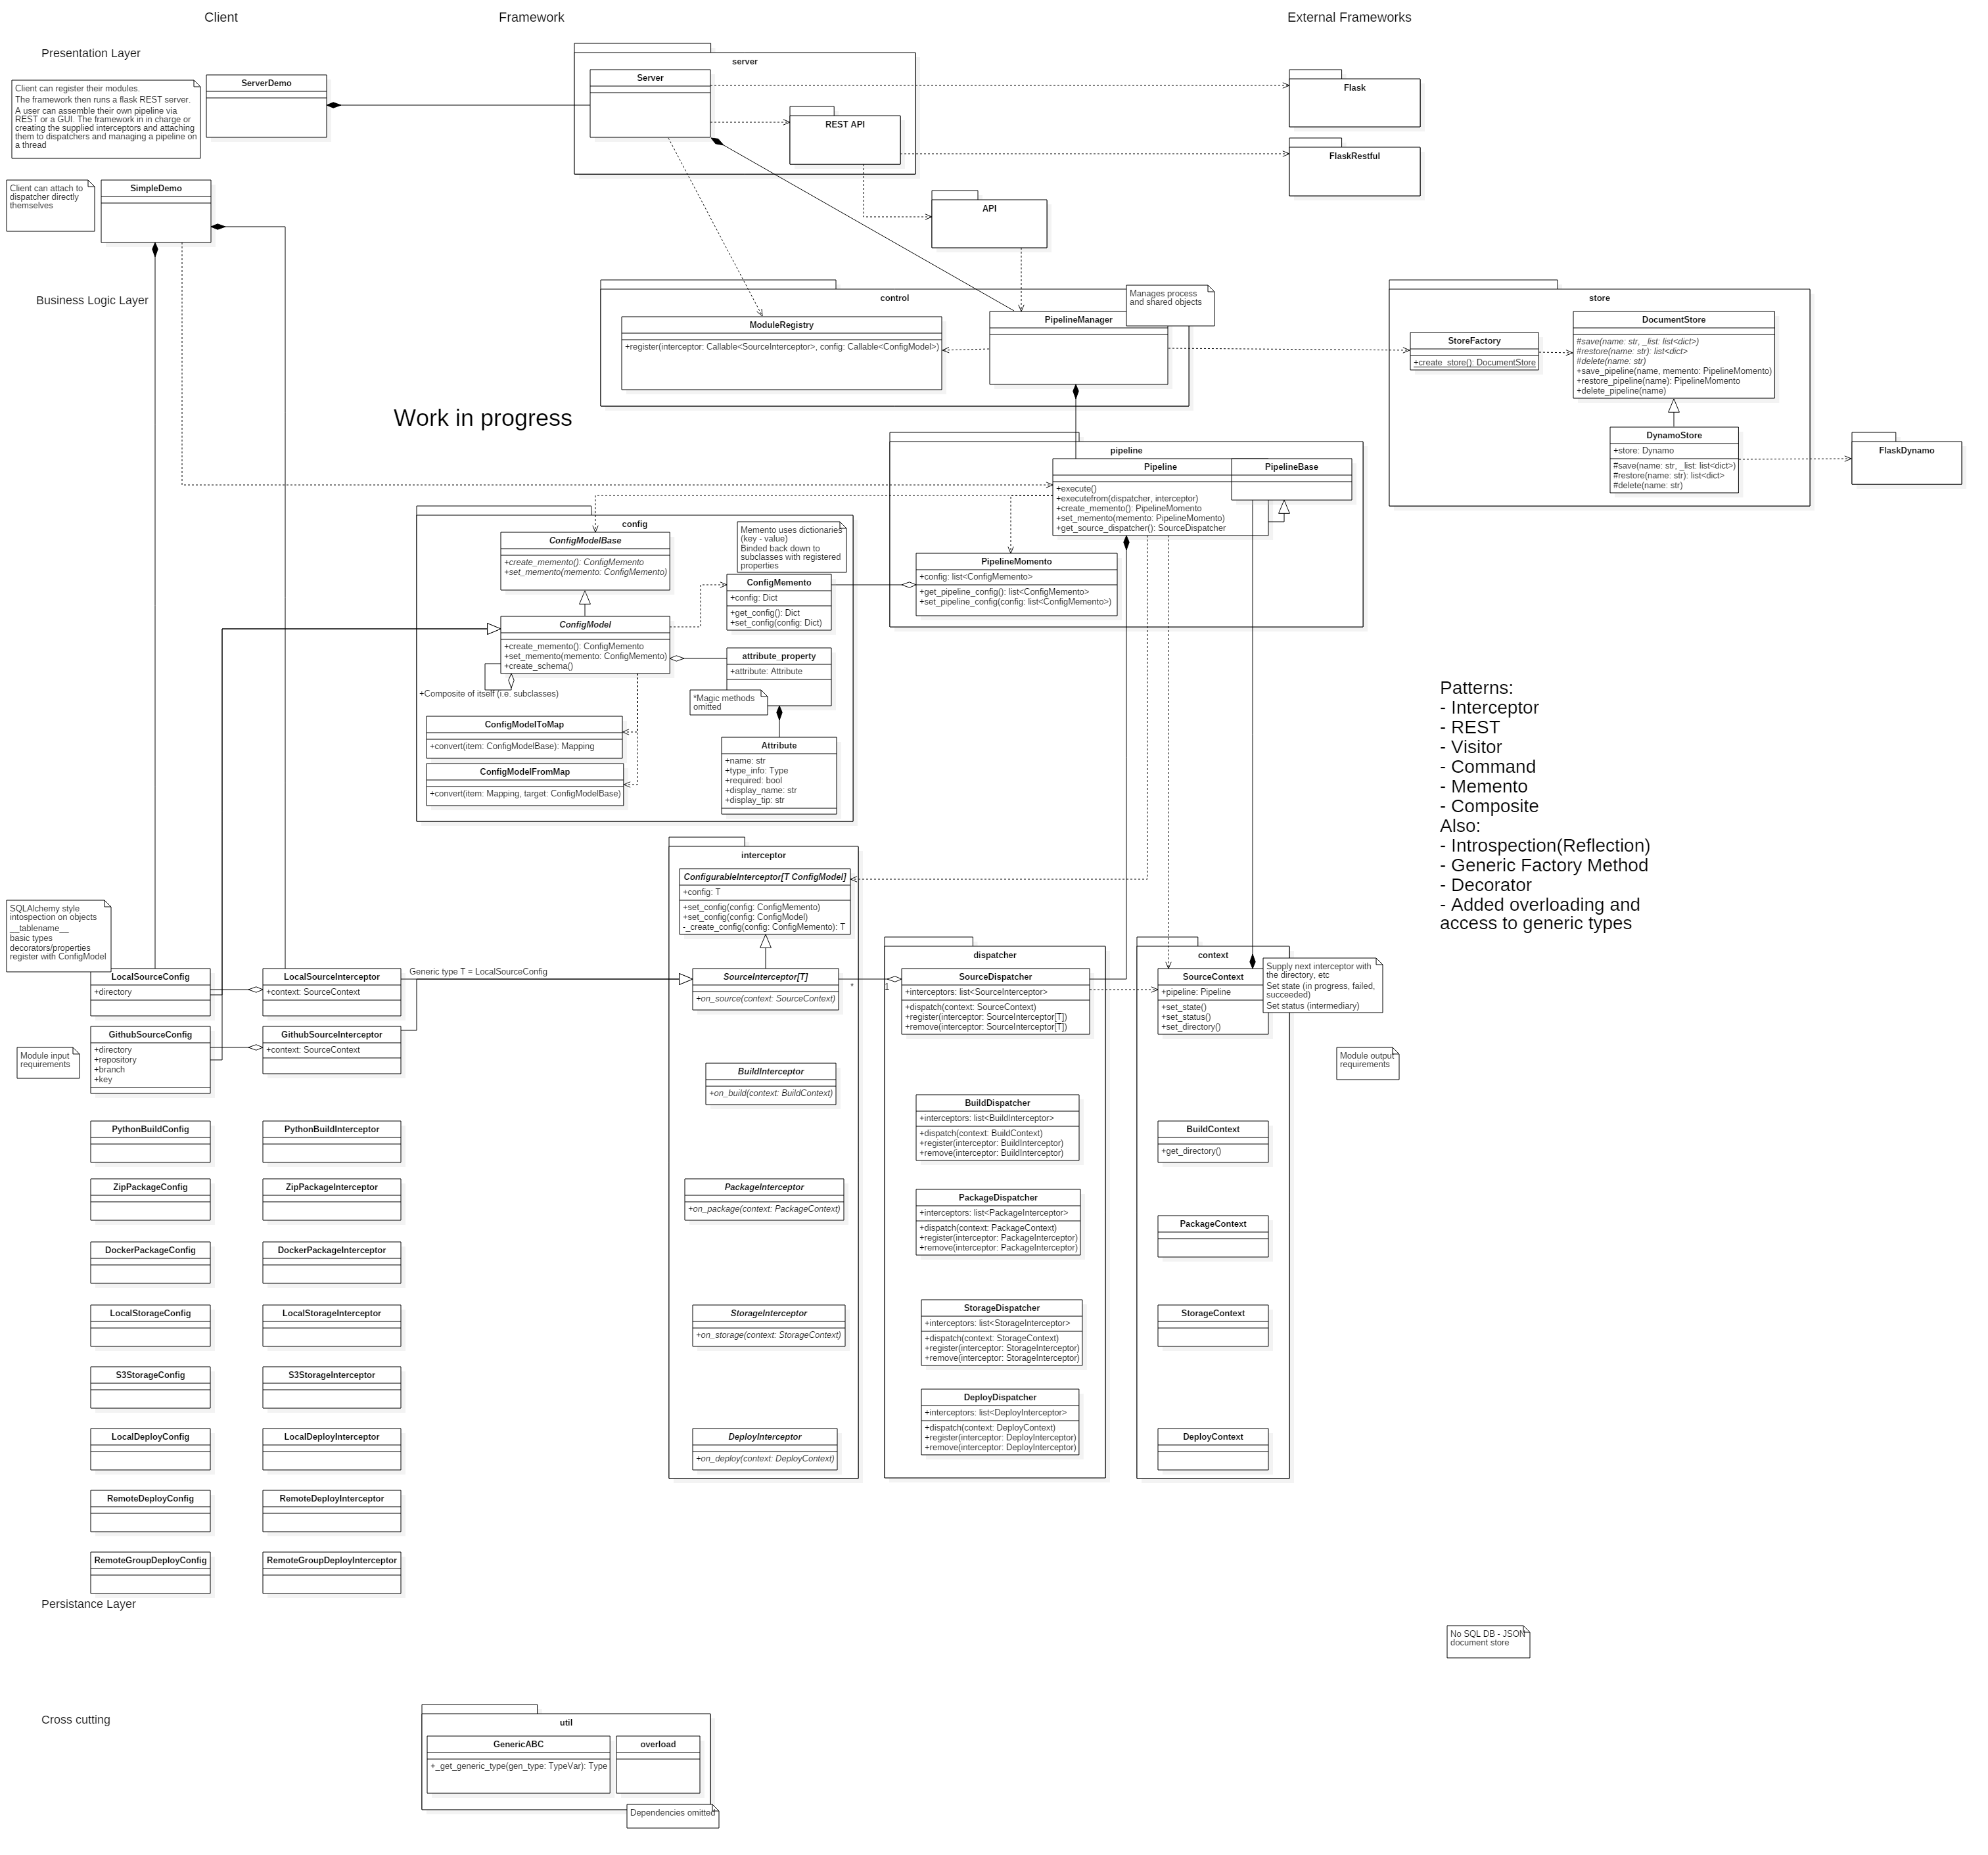 Client
Framework
External Frameworks
Presentation Layer
Client can register their modules.
The framework then runs a flask REST server.
A user can assemble their own pipeline via
REST or a GUI. The framework in in charge or
creating the supplied interceptors and attaching
them to dispatchers and managing a pipeline on
a thread
ServerDemo
server
Server
REST API
Flask
FlaskRestful
Client can attach to
dispatcher directly
themselves
SimpleDemo
API
Business Logic Layer
control
ModuleRegistry
+register(interceptor: Callable<SourceInterceptor>, config: Callable<ConfigModel>)
PipelineManager
Manages process
and shared objects
store
StoreFactory
+create_store(): DocumentStore
DocumentStore
#save(name: str, _list: list<dict>)
#restore(name: str): list<dict>
#delete(name: str)
+save_pipeline(name, memento: PipelineMomento)
+restore_pipeline(name): PipelineMomento
+delete_pipeline(name)
DynamoStore
+store: Dynamo
#save(name: str, _list: list<dict>)
#restore(name: str): list<dict>
#delete(name: str)
FlaskDynamo
Work in progress
pipeline
Pipeline
+execute()
+executefrom(dispatcher, interceptor)
+create_memento(): PipelineMomento
+set_memento(memento: PipelineMomento)
+get_source_dispatcher(): SourceDispatcher
PipelineBase
PipelineMomento
+config: list<ConfigMemento>
+get_pipeline_config(): list<ConfigMemento>
+set_pipeline_config(config: list<ConfigMemento>)
config
ConfigModelBase
+create_memento(): ConfigMemento
+set_memento(memento: ConfigMemento)
Memento uses dictionaries
(key - value)
Binded back down to
subclasses with registered
properties
ConfigMemento
+config: Dict
+get_config(): Dict
+set_config(config: Dict)
ConfigModel
+create_memento(): ConfigMemento
+set_memento(memento: ConfigMemento)
+create_schema()
+Composite of itself (i.e. subclasses)
attribute_property
+attribute: Attribute
*Magic methods
omitted
ConfigModelToMap
+convert(item: ConfigModelBase): Mapping
ConfigModelFromMap
+convert(item: Mapping, target: ConfigModelBase)
Attribute
+name: str
+type_info: Type
+required: bool
+display_name: str
+display_tip: str
Patterns:
- Interceptor
- REST
- Visitor
- Command
- Memento
- Composite
Also:
- Introspection(Reflection)
- Generic Factory Method
- Decorator
- Added overloading and
access to generic types
interceptor
ConfigurableInterceptor[T ConfigModel]
+config: T
+set_config(config: ConfigMemento)
+set_config(config: ConfigModel)
-_create_config(config: ConfigMemento): T
SQLAlchemy style
intospection on objects
__tablename__
basic types
decorators/properties
register with ConfigModel
LocalSourceConfig
+directory
LocalSourceInterceptor
+context: SourceContext
Generic type T = LocalSourceConfig
SourceInterceptor[T]
+on_source(context: SourceContext)
*
1
dispatcher
SourceDispatcher
+interceptors: list<SourceInterceptor>
+dispatch(context: SourceContext)
+register(interceptor: SourceInterceptor[T])
+remove(interceptor: SourceInterceptor[T])
context
SourceContext
+pipeline: Pipeline
+set_state()
+set_status()
+set_directory()
Supply next interceptor with
the directory, etc
Set state (in progress, failed,
succeeded)
Set status (intermediary)
Module input
requirements
GithubSourceConfig
+directory
+repository
+branch
+key
GithubSourceInterceptor
+context: SourceContext
Module output
requirements
BuildInterceptor
+on_build(context: BuildContext)
BuildDispatcher
+interceptors: list<BuildInterceptor>
+dispatch(context: BuildContext)
+register(interceptor: BuildInterceptor)
+remove(interceptor: BuildInterceptor)
BuildContext
+get_directory()
PythonBuildConfig
PythonBuildInterceptor
ZipPackageConfig
ZipPackageInterceptor
PackageInterceptor
+on_package(context: PackageContext)
PackageDispatcher
+interceptors: list<PackageInterceptor>
+dispatch(context: PackageContext)
+register(interceptor: PackageInterceptor)
+remove(interceptor: PackageInterceptor)
PackageContext
DockerPackageConfig
DockerPackageInterceptor
LocalStorageConfig
LocalStorageInterceptor
StorageInterceptor
+on_storage(context: StorageContext)
StorageDispatcher
+interceptors: list<StorageInterceptor>
+dispatch(context: StorageContext)
+register(interceptor: StorageInterceptor)
+remove(interceptor: StorageInterceptor)
StorageContext
S3StorageConfig
S3StorageInterceptor
DeployDispatcher
+interceptors: list<DeployInterceptor>
+dispatch(context: DeployContext)
+register(interceptor: DeployInterceptor)
+remove(interceptor: DeployInterceptor)
LocalDeployConfig
LocalDeployInterceptor
DeployInterceptor
+on_deploy(context: DeployContext)
DeployContext
RemoteDeployConfig
RemoteDeployInterceptor
RemoteGroupDeployConfig
RemoteGroupDeployInterceptor
Persistance Layer
No SQL DB - JSON
document store
Cross cutting
util
GenericABC
+_get_generic_type(gen_type: TypeVar): Type
overload
Dependencies omitted